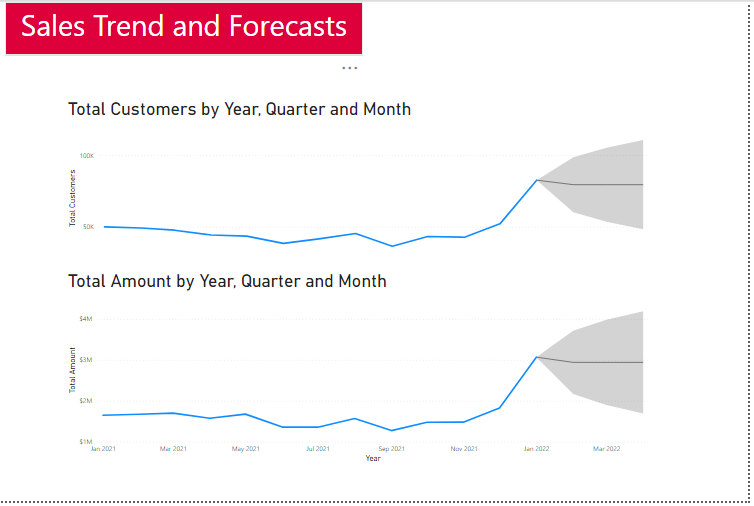 Sales Trend and Forecasts
Total Customers by Year, Quarter and Month
100K
Total Customers
50K
Total Amount by Year, Quarter and Month
$4M
$3M
Total Amount
$2M
$1M
Jan 2021 Mar 2021 May 2021 Jul 2021 Sep 2021 Nov 2021 Jan 2022 Mar 2022
Year